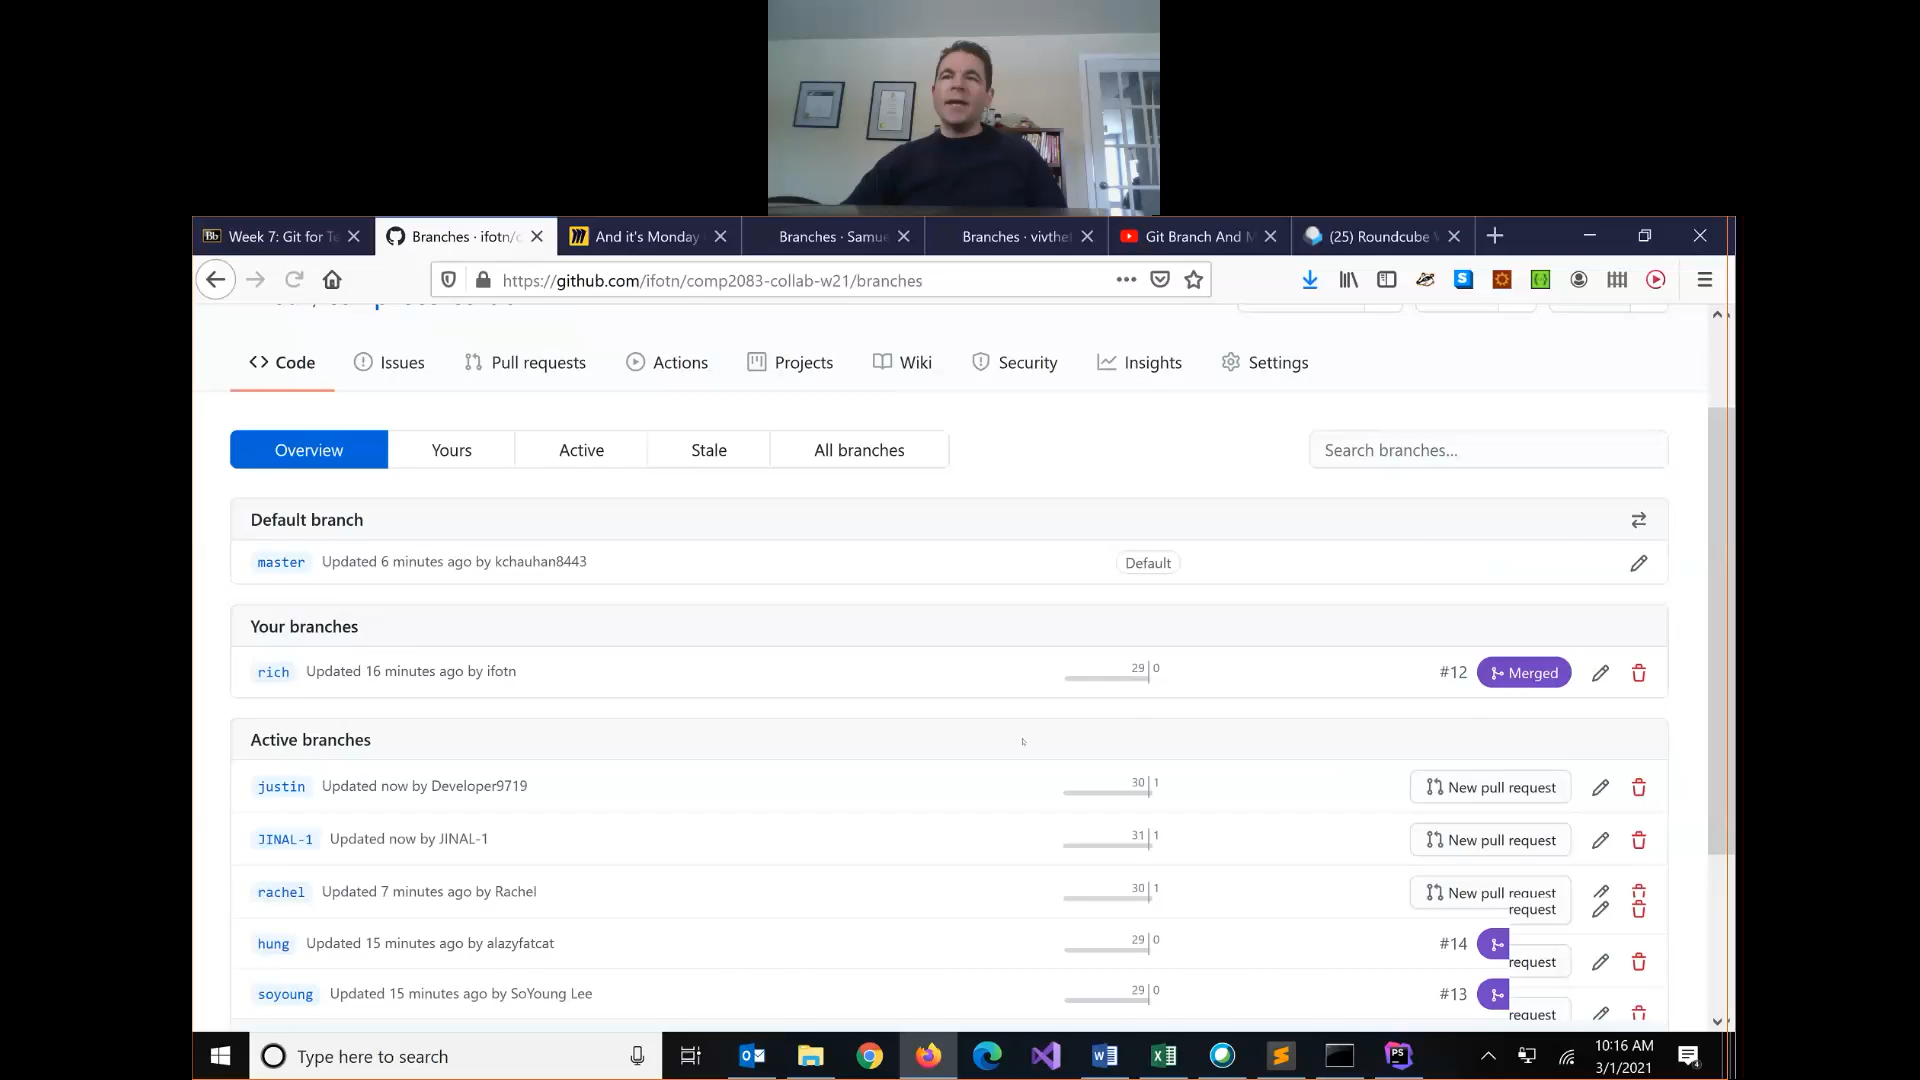 Bb Week 7: Git for Te
Branches · ifotn/c
And it's Monday
Branches · Samue
Branches · vivthe
Git Branch And M
(25) Roundcube
https://github.com/ifotn/comp2083-collab-w21/branches
Code Issues Pull requests Actions Projects Wiki Security Insights Settings
Overview Yours Active Stale All branches Search branches...
Default branch
master Updated 6 minutes ago by kchauhan8443 Default
Your branches
rich Updated 16 minutes ago by ifotn 29 0 #12 Merged
Active branches
justin Updated now by Developer9719 30 1 New pull request
JINAL-1 Updated now by JINAL-1 31 1 New pull request
rachel Updated 7 minutes ago by Rachel 30 1 New pull request
request
hung Updated 15 minutes ago by alazyfatcat 29 0 #14
request
soyoung Updated 15 minutes ago by SoYoung Lee 29 0 #13
request
Type here to search
10:16 AM
3/1/2021